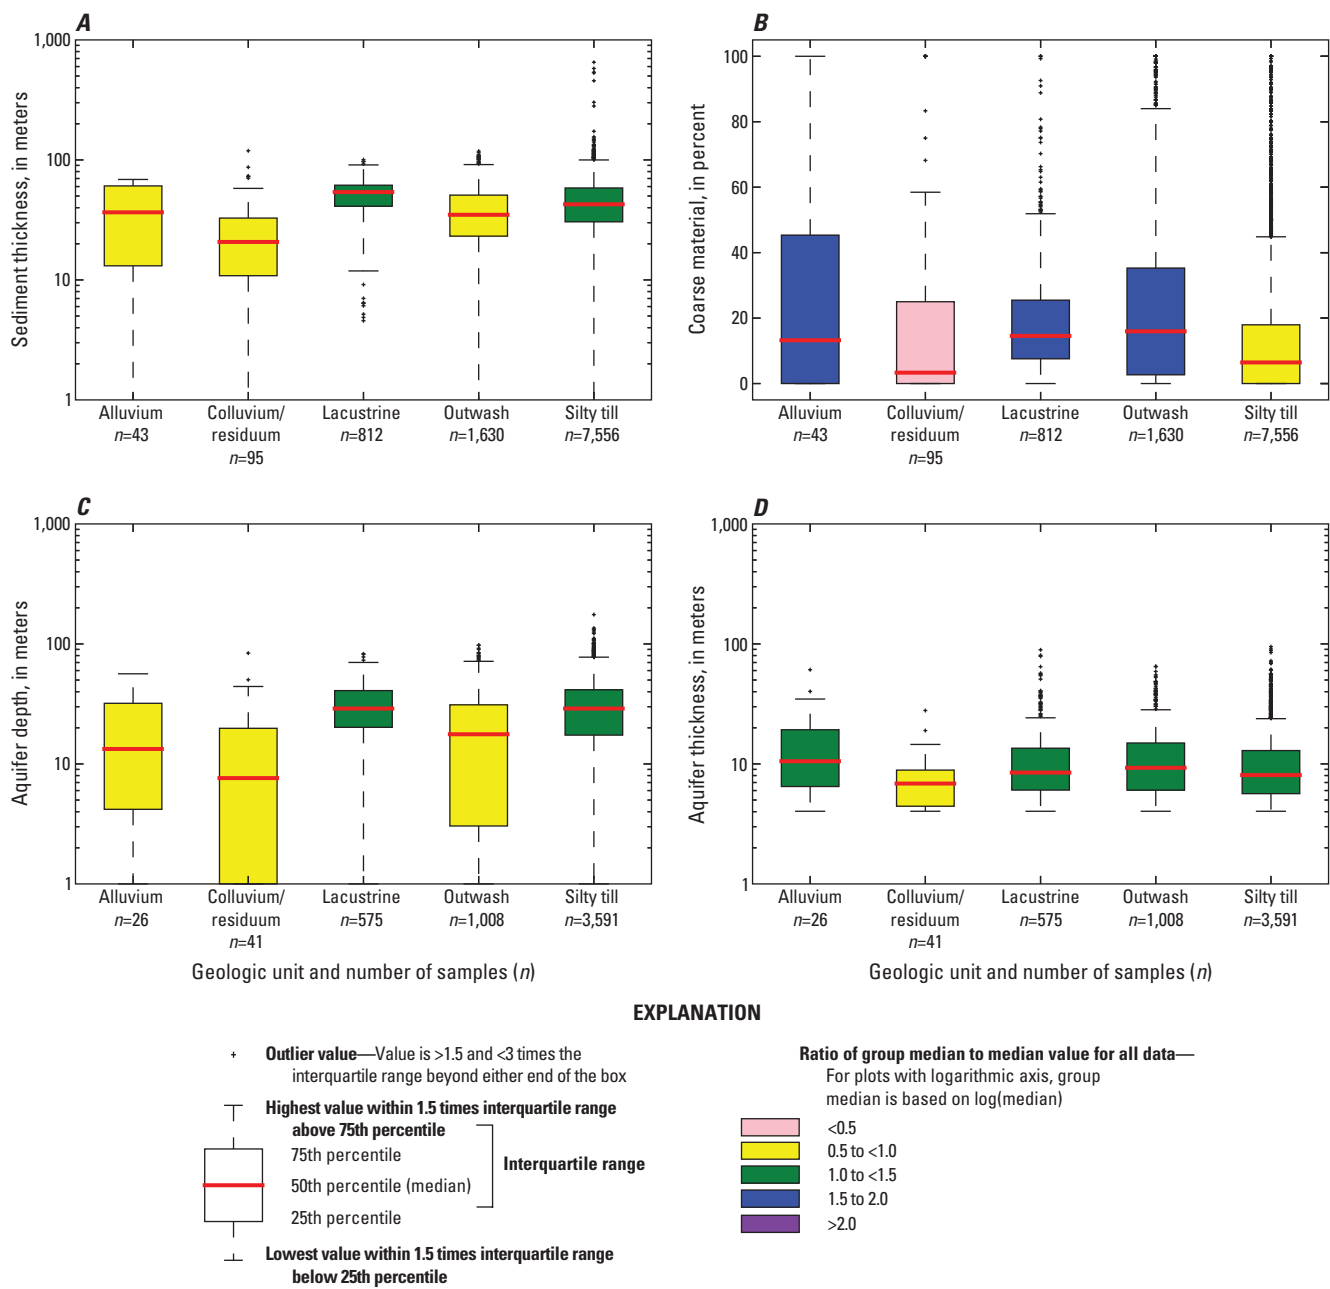 A
Sediment thickness, in meters
1,000
100
10
1
Alluvium
n=43
Colluvium/
residuum
n=95
Lacustrine
n=812
Outwash
n=1,630
Silty till
n=7,556
B
Coarse material, in percent
100
80
60
40
20
0
Alluvium
n=43
Colluvium/
residuum
n=95
Lacustrine
n=812
Outwash
n=1,630
Silty till
n=7,556
C
Aquifer depth, in meters
1,000
100
10
1
Alluvium
n=26
Colluvium/
residuum
n=41
Lacustrine
n=575
Outwash
n=1,008
Silty till
n=3,591
Geologic unit and number of samples (n)
D
Aquifer thickness, in meters
1,000
100
10
1
Alluvium
n=26
Colluvium/
residuum
n=41
Lacustrine
n=575
Outwash
n=1,008
Silty till
n=3,591
Geologic unit and number of samples (n)
EXPLANATION
Outlier value—Value is >1.5 and <3 times the
interquartile range beyond either end of the box
Highest value within 1.5 times interquartile range
above 75th percentile
75th percentile
Interquartile range
50th percentile (median)
25th percentile
Lowest value within 1.5 times interquartile range
below 25th percentile
Ratio of group median to median value for all data—
For plots with logarithmic axis, group
median is based on log(median)
<0.5
0.5 to <1.0
1.0 to <1.5
1.5 to 2.0
>2.0